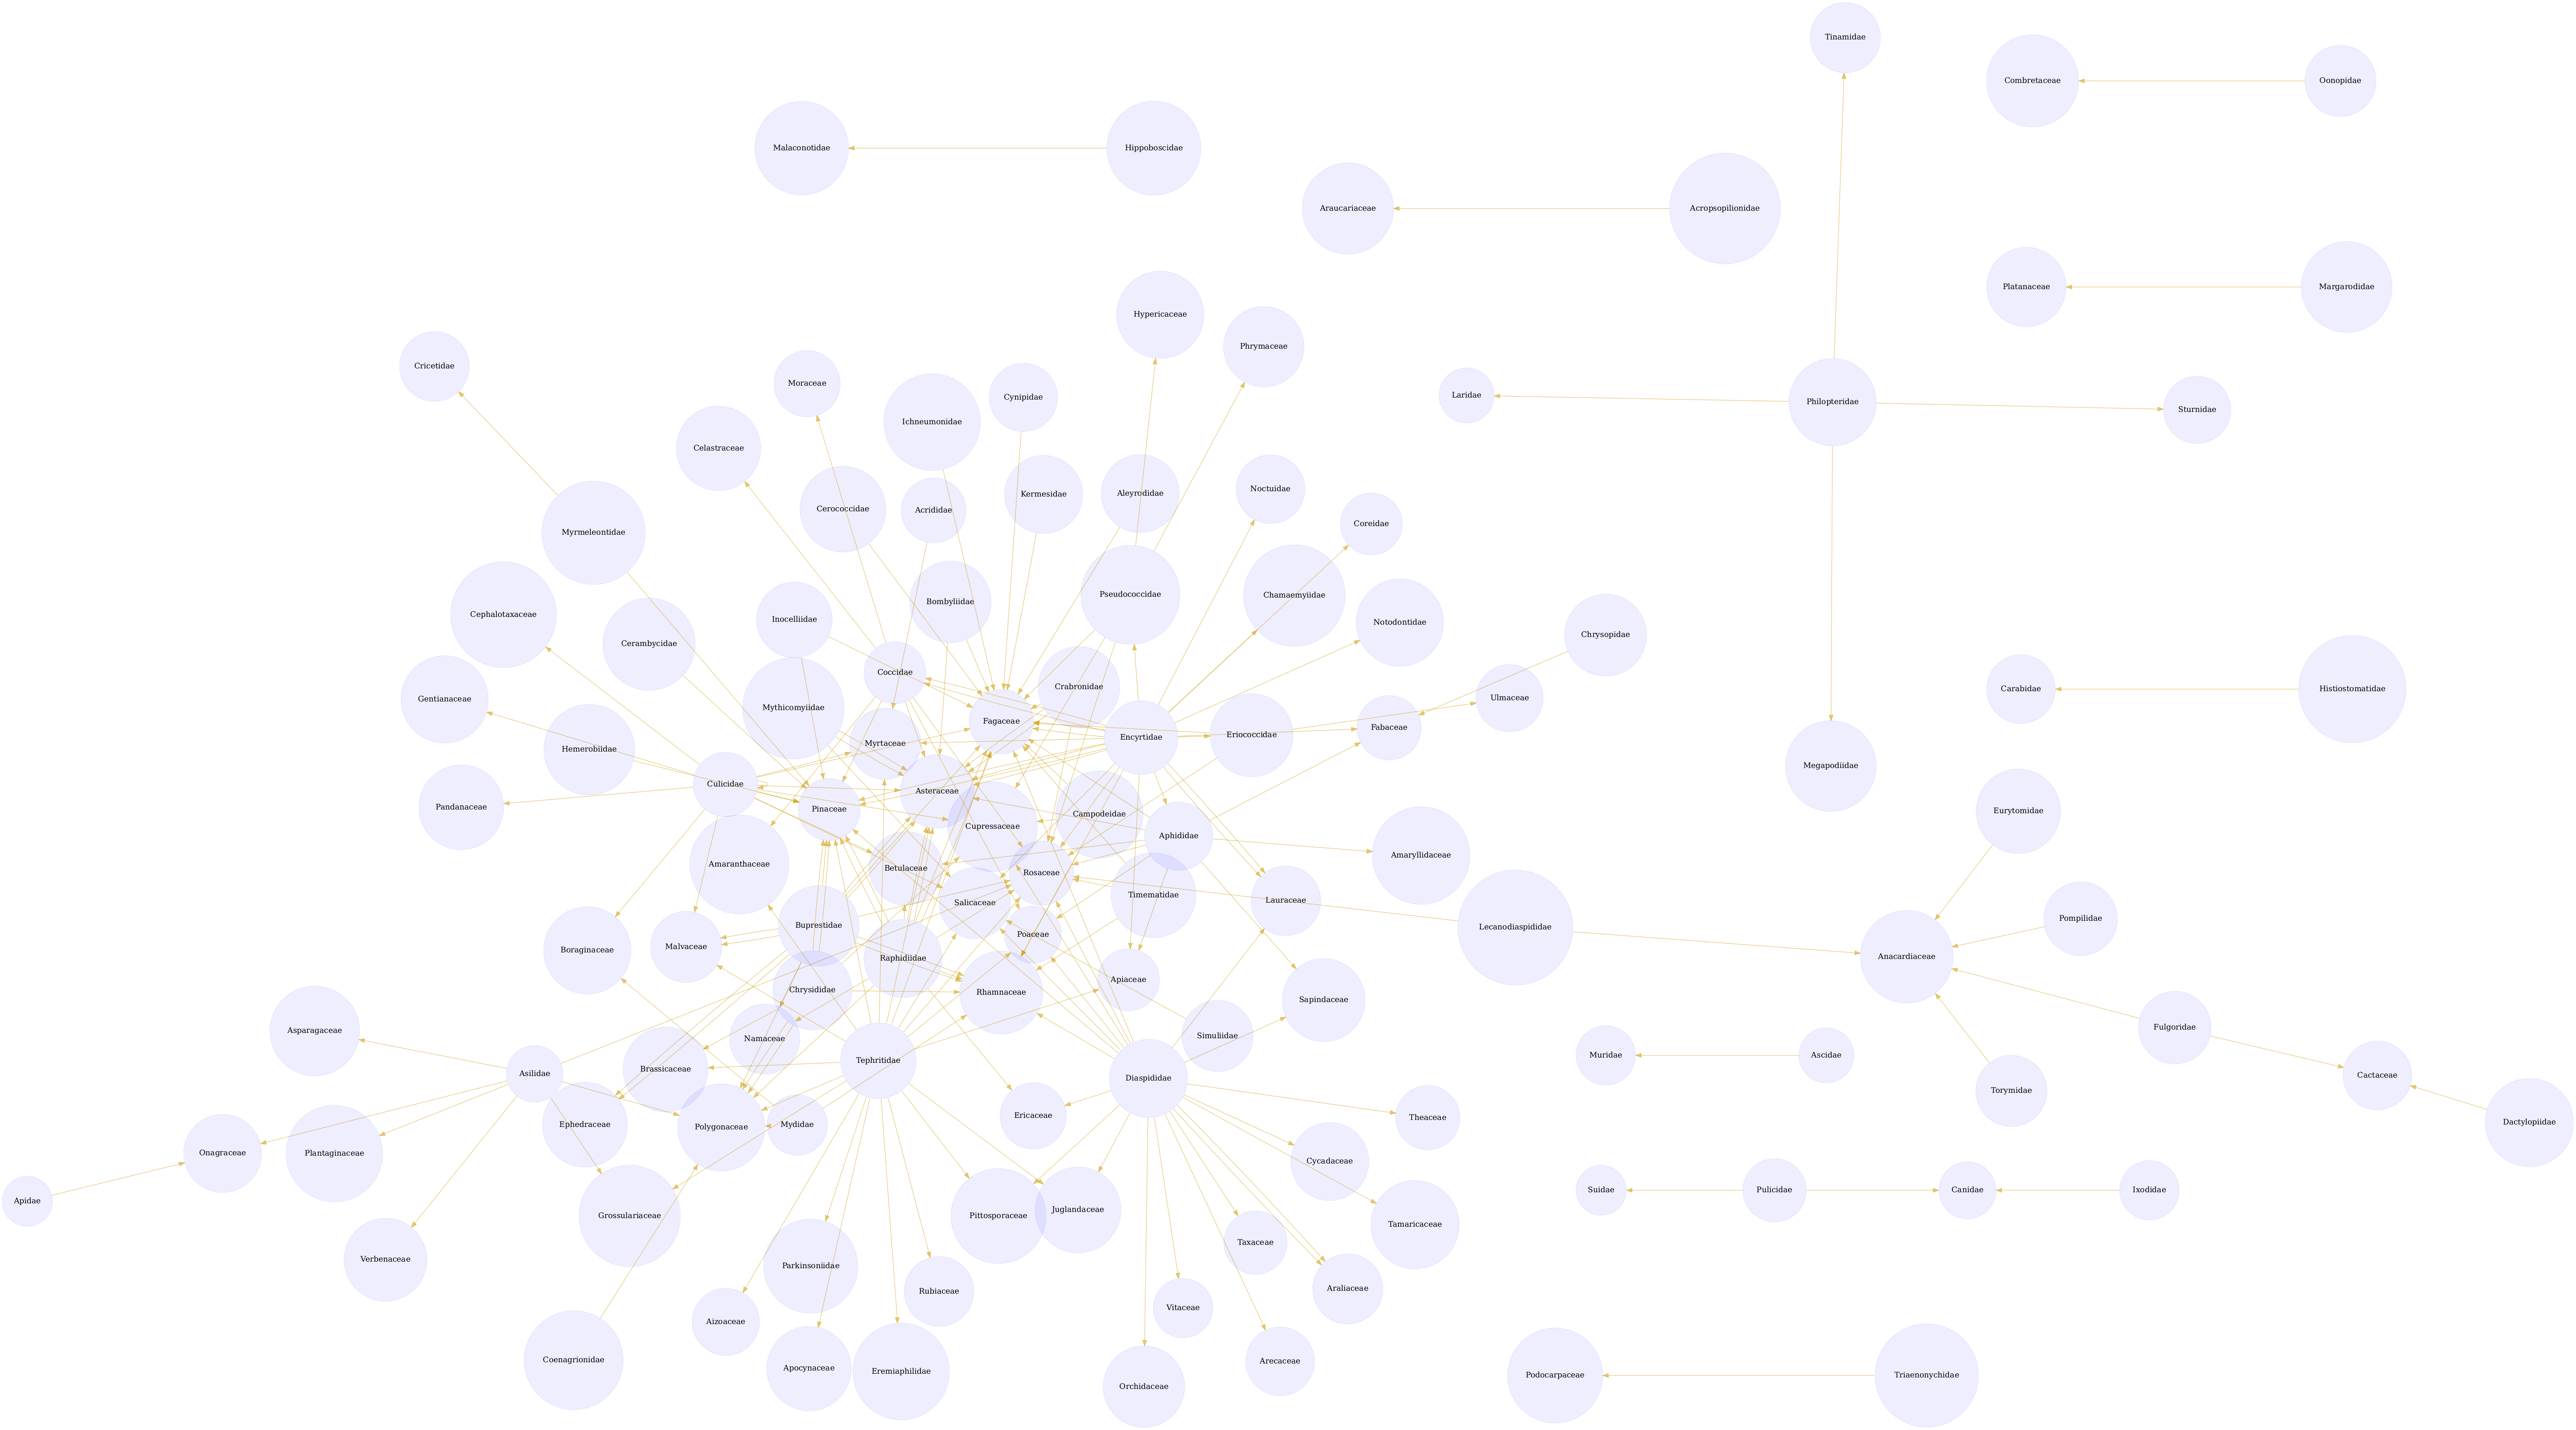 Tinamidae
Combretaceae
Oonopidae
Malaconotidae
Hippoboscidae
Araucariaceae
Acropsopilionidae
Platanaceae
Margarodidae
Hypericaceae
Phrymaceae
Cricetidae
Moraceae
Cynipidae
Laridae
Philopteridae
Sturnidae
Ichneumonidae
Celastraceae
Noctuidae
Kermesidae
Aleyrodidae
Cerococcidae
Acrididae
Coreidae
Myrmeleontidae
Pseudococcidae
Chamaemyiidae
Bombyliidae
Cephalotaxaceae
Inocelliidae
Notodontidae
Chrysopidae
Cerambycidae
Coccidae
Crabronidae
Carabidae
Histiostomatidae
Gentianaceae
Ulmaceae
Mythicomyiidae
Fagaceae
Fabaceae
Eriococcidae
Encyrtidae
Myrtaceae
Hemerobiidae
Megapodiidae
Culicidae
Asteraceae
Pandanaceae
Pinaceae
Eurytomidae
Campodeidae
Cupressaceae
Aphididae
Amaryllidaceae
Amaranthaceae
Betulaceae
Rosaceae
Timematidae
Lauraceae
Salicaceae
Pompilidae
Buprestidae
Lecanodiaspididae
Poaceae
Malvaceae
Boraginaceae
Anacardiaceae
Raphidiidae
Apiaceae
Chrysididae
Rhamnaceae
Sapindaceae
Fulgoridae
Asparagaceae
Simuliidae
Namaceae
Muridae
Ascidae
Tephritidae
Brassicaceae
Asilidae
Cactaceae
Diaspididae
Torymidae
Ericaceae
Theaceae
Dactylopiidae
Ephedraceae
Mydidae
Polygonaceae
Onagraceae
Plantaginaceae
Cycadaceae
Suidae
Pulicidae
Canidae
Ixodidae
Apidae
Juglandaceae
Grossulariaceae
Pittosporaceae
Tamaricaceae
Taxaceae
Verbenaceae
Parkinsoniidae
Araliaceae
Rubiaceae
Vitaceae
Aizoaceae
Coenagrionidae
Arecaceae
Apocynaceae
Eremiaphilidae
Podocarpaceae
Triaenonychidae
Orchidaceae